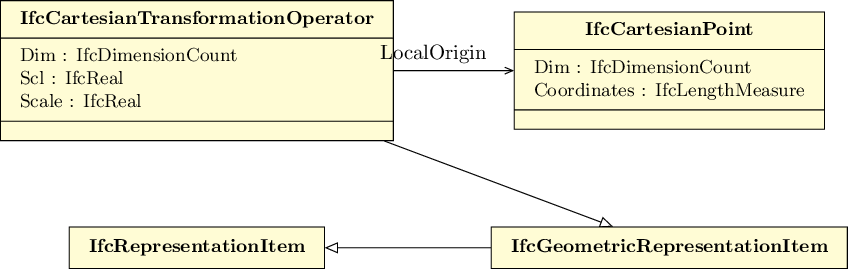 IfcCartesianTransformationOperator
Dim : IfcDimensionCount
Scl : IfcReal
Scale : IfcReal
LocalOrigin
IfcCartesianPoint
Dim : IfcDimensionCount
Coordinates : IfcLengthMeasure
IfcRepresentationItem
IfcGeometricRepresentationItem